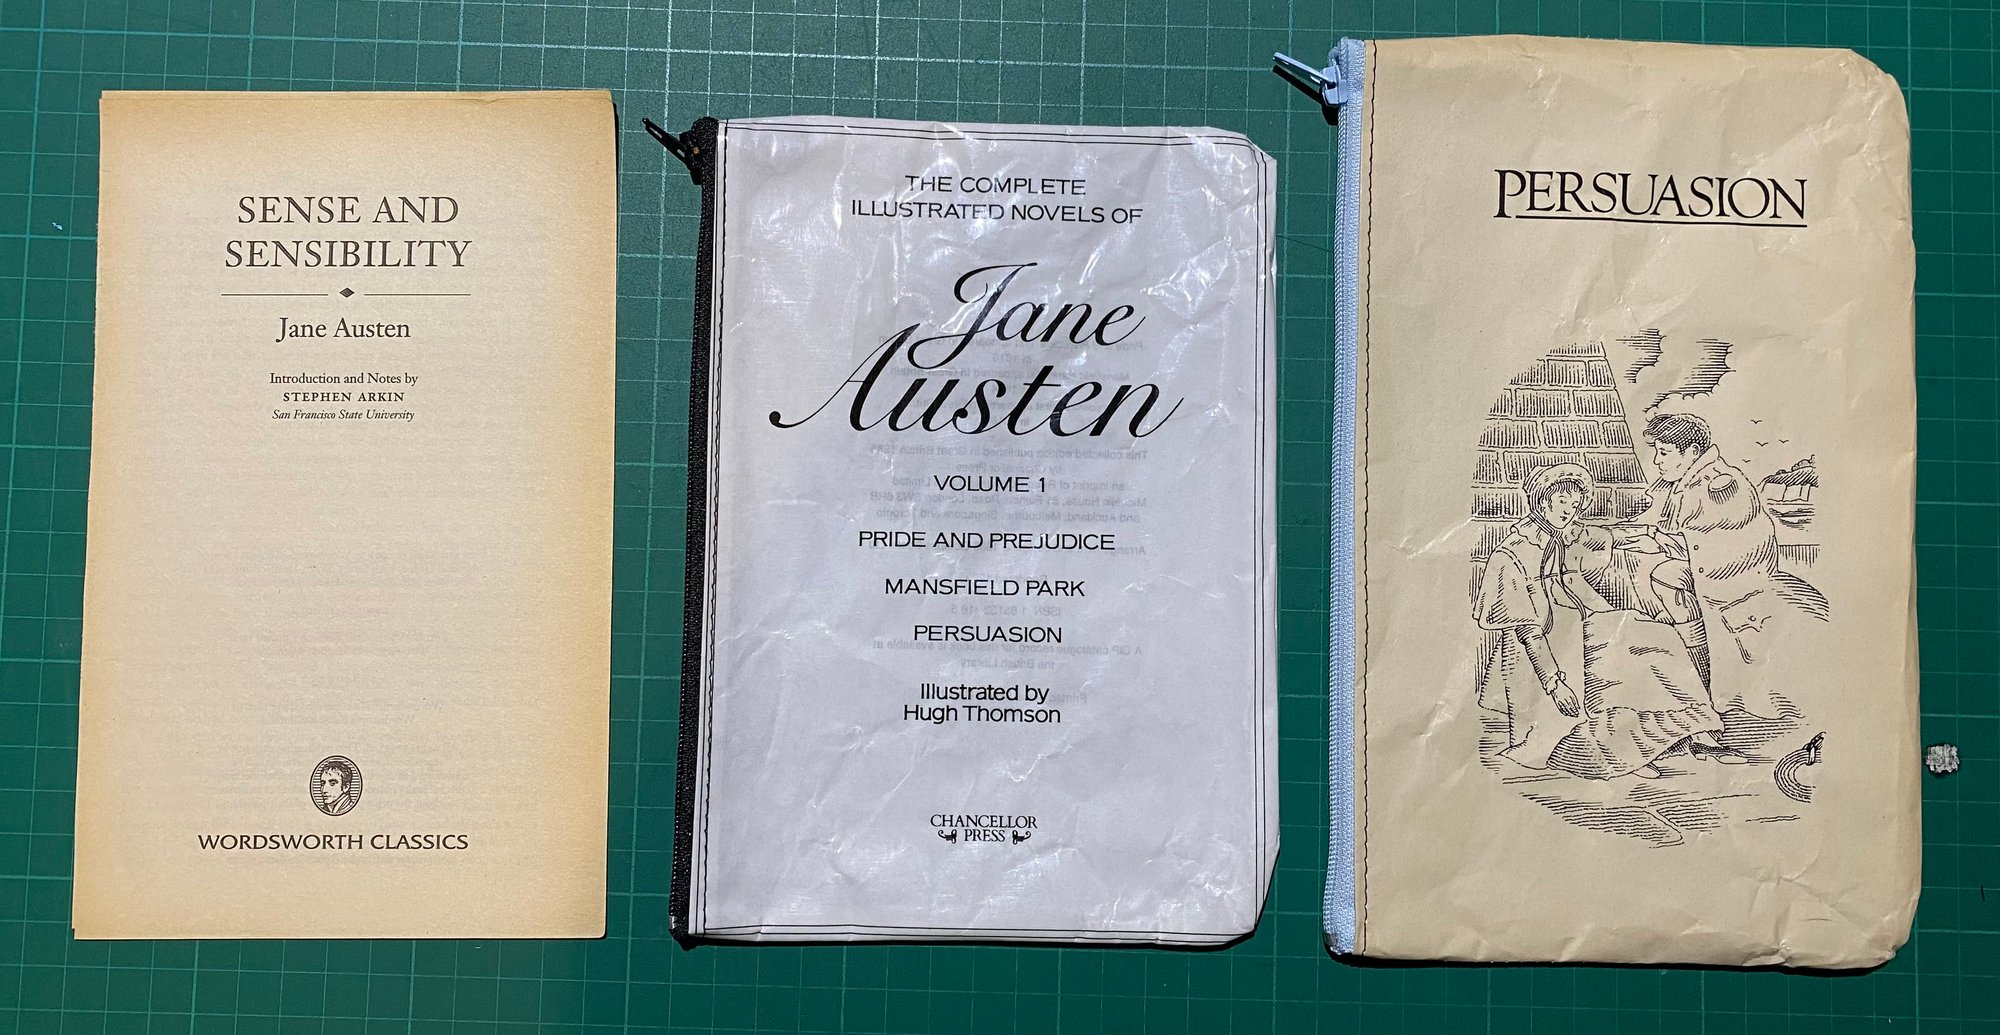 SENSE AND
SENSIBILITY
Jane Austen
Introduction and Notes by
STEPHEN ARKIN
San Francisco State University
WORDSWORTH CLASSICS
THE COMPLETE
ILLUSTRATED NOVELS OF
Jane
Austen
VOLUME 1
PRIDE AND PREJUDICE
MANSFIELD PARK
PERSUASION
Illustrated by
Hugh Thomson
CHANCELLOR
PRESS
PERSUASION